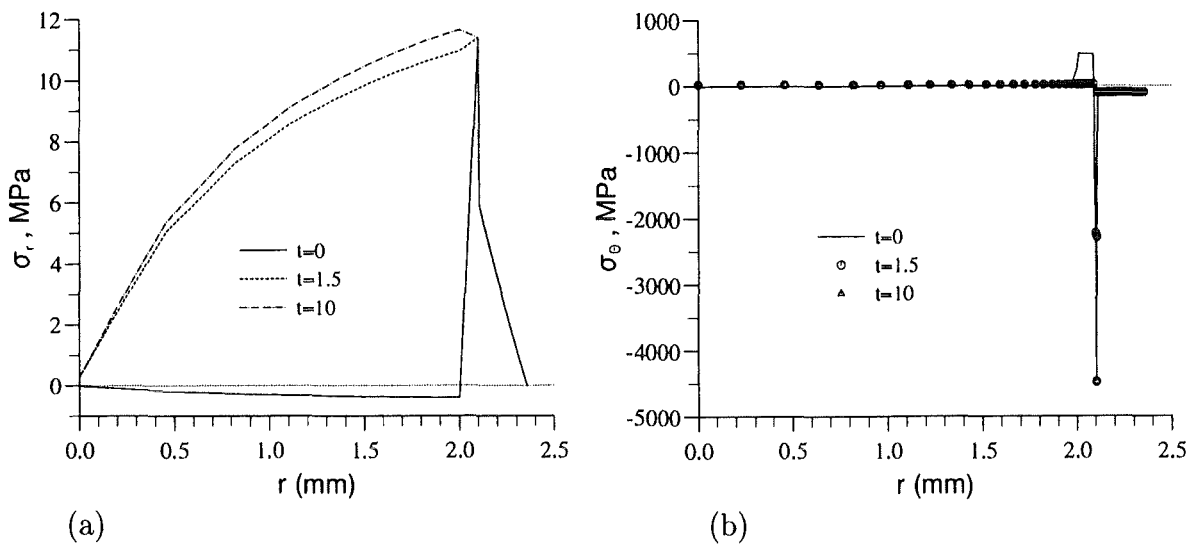 12
10
8
6
4
2
0
σr , MPa
t=0
t=1.5
t=10
0.0 0.5 1.0 1.5 2.0 2.5
r (mm)
(a)
1000
0
-1000
-2000
-3000
-4000
-5000
σθ , MPa
t=0
t=1.5
t=10
0.0 0.5 1.0 1.5 2.0 2.5
r (mm)
(b)